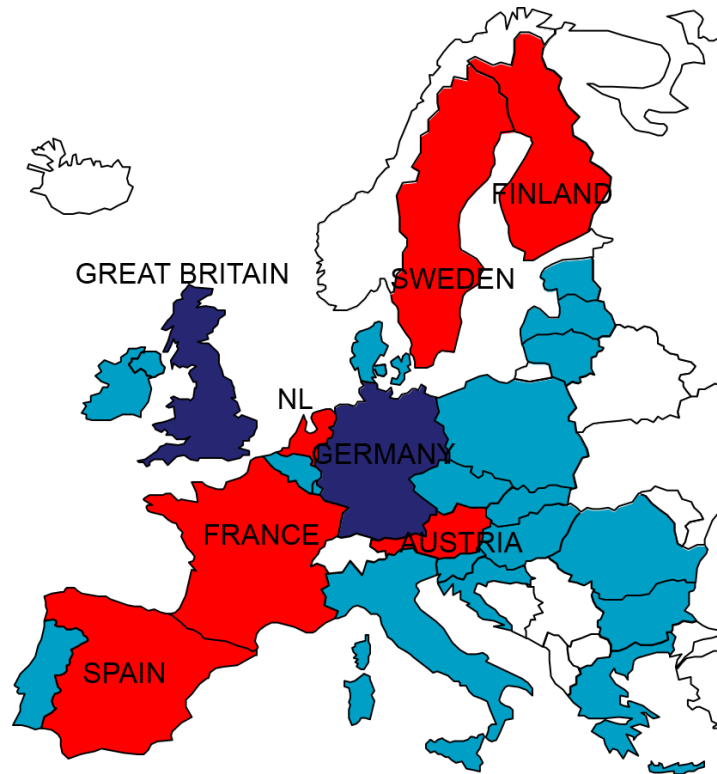 FINLAND
GREAT BRITAIN
SWEDEN
NL
GERMANY
FRANCE
AUSTRIA
SPAIN